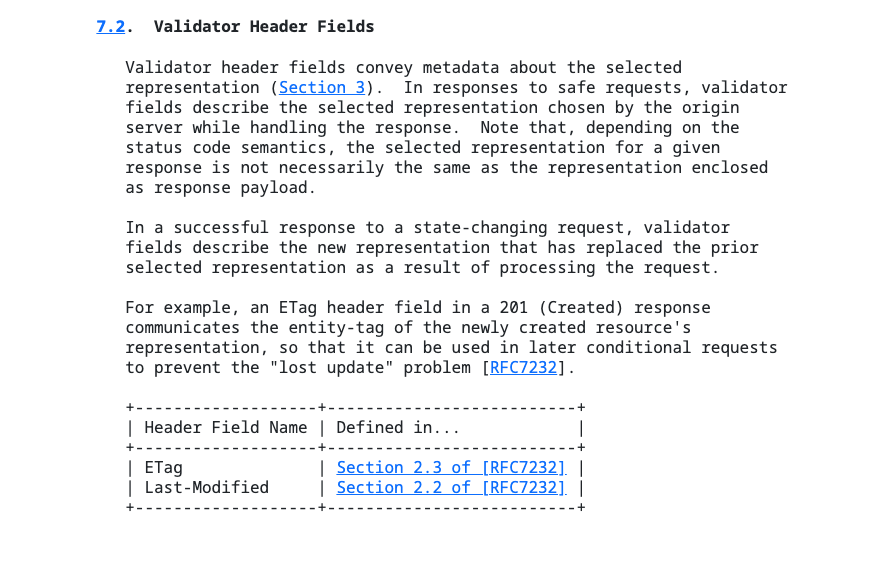 7.2.  Validator Header Fields
Validator header fields convey metadata about the selected
representation (Section 3).  In responses to safe requests, validator
fields describe the selected representation chosen by the origin
server while handling the response.  Note that, depending on the
status code semantics, the selected representation for a given
response is not necessarily the same as the representation enclosed
as response payload.
In a successful response to a state-changing request, validator
fields describe the new representation that has replaced the prior
selected representation as a result of processing the request.
For example, an ETag header field in a 201 (Created) response
communicates the entity-tag of the newly created resource's
representation, so that it can be used in later conditional requests
to prevent the "lost update" problem [RFC7232].
+-------------------+--------------------------+
| Header Field Name | Defined in...            |
+-------------------+--------------------------+
| ETag              | Section 2.3 of [RFC7232] |
| Last-Modified     | Section 2.2 of [RFC7232] |
+-------------------+--------------------------+